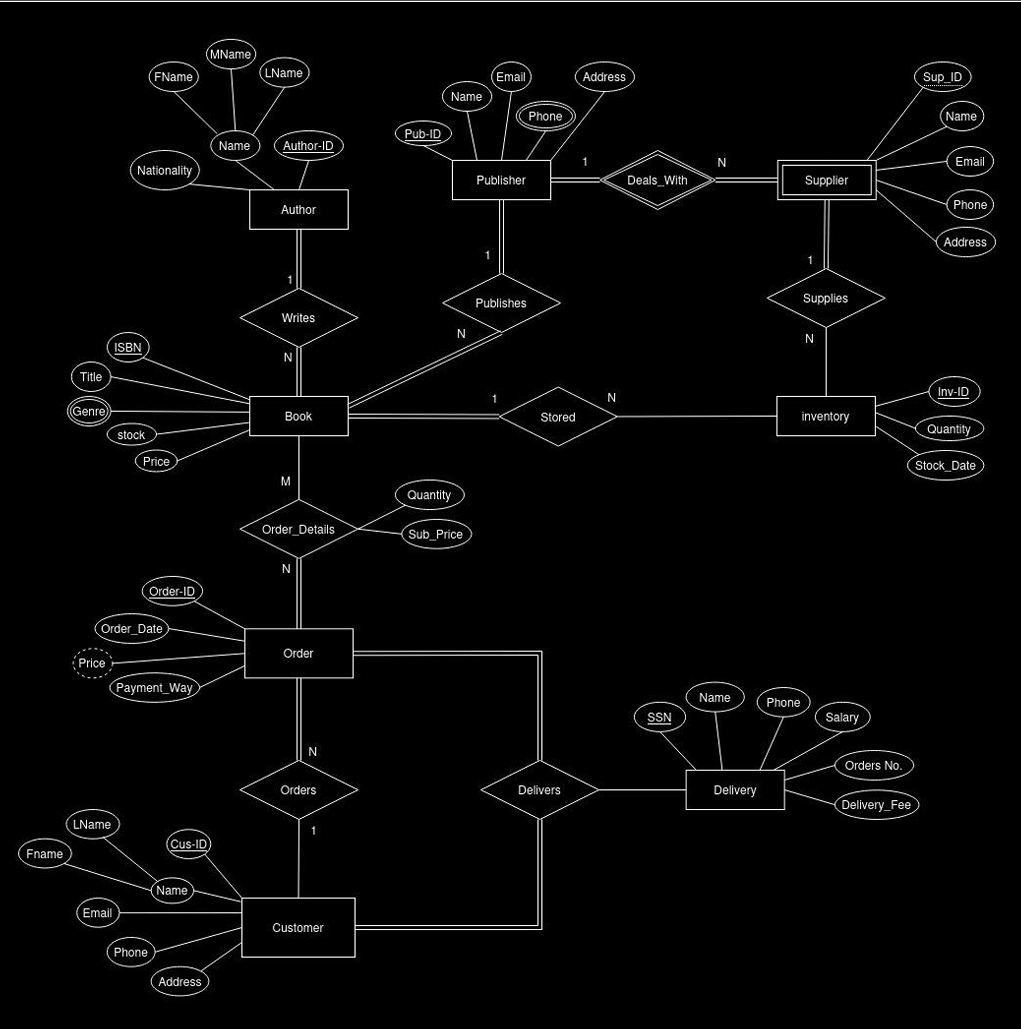 MName
FName
LName
Name
Author-ID
Nationality
Author
Email
Address
Name
Phone
Pub-ID
Publisher
1
Deals_With
N
Sup_ID
Name
Email
Phone
Address
Supplier
1
Writes
N
1
Publishes
N
1
Supplies
N
ISBN
Title
Genre
stock
Price
Book
1
Stored
N
inventory
Inv-ID
Quantity
Stock_Date
M
Order_Details
N
Quantity
Sub_Price
Order-ID
Order_Date
Price
Payment_Way
Order
N
Orders
1
Delivers
SSN
Name
Phone
Salary
Orders No.
Delivery_Fee
Delivery
LName
Fname
Cus-ID
Name
Email
Phone
Address
Customer